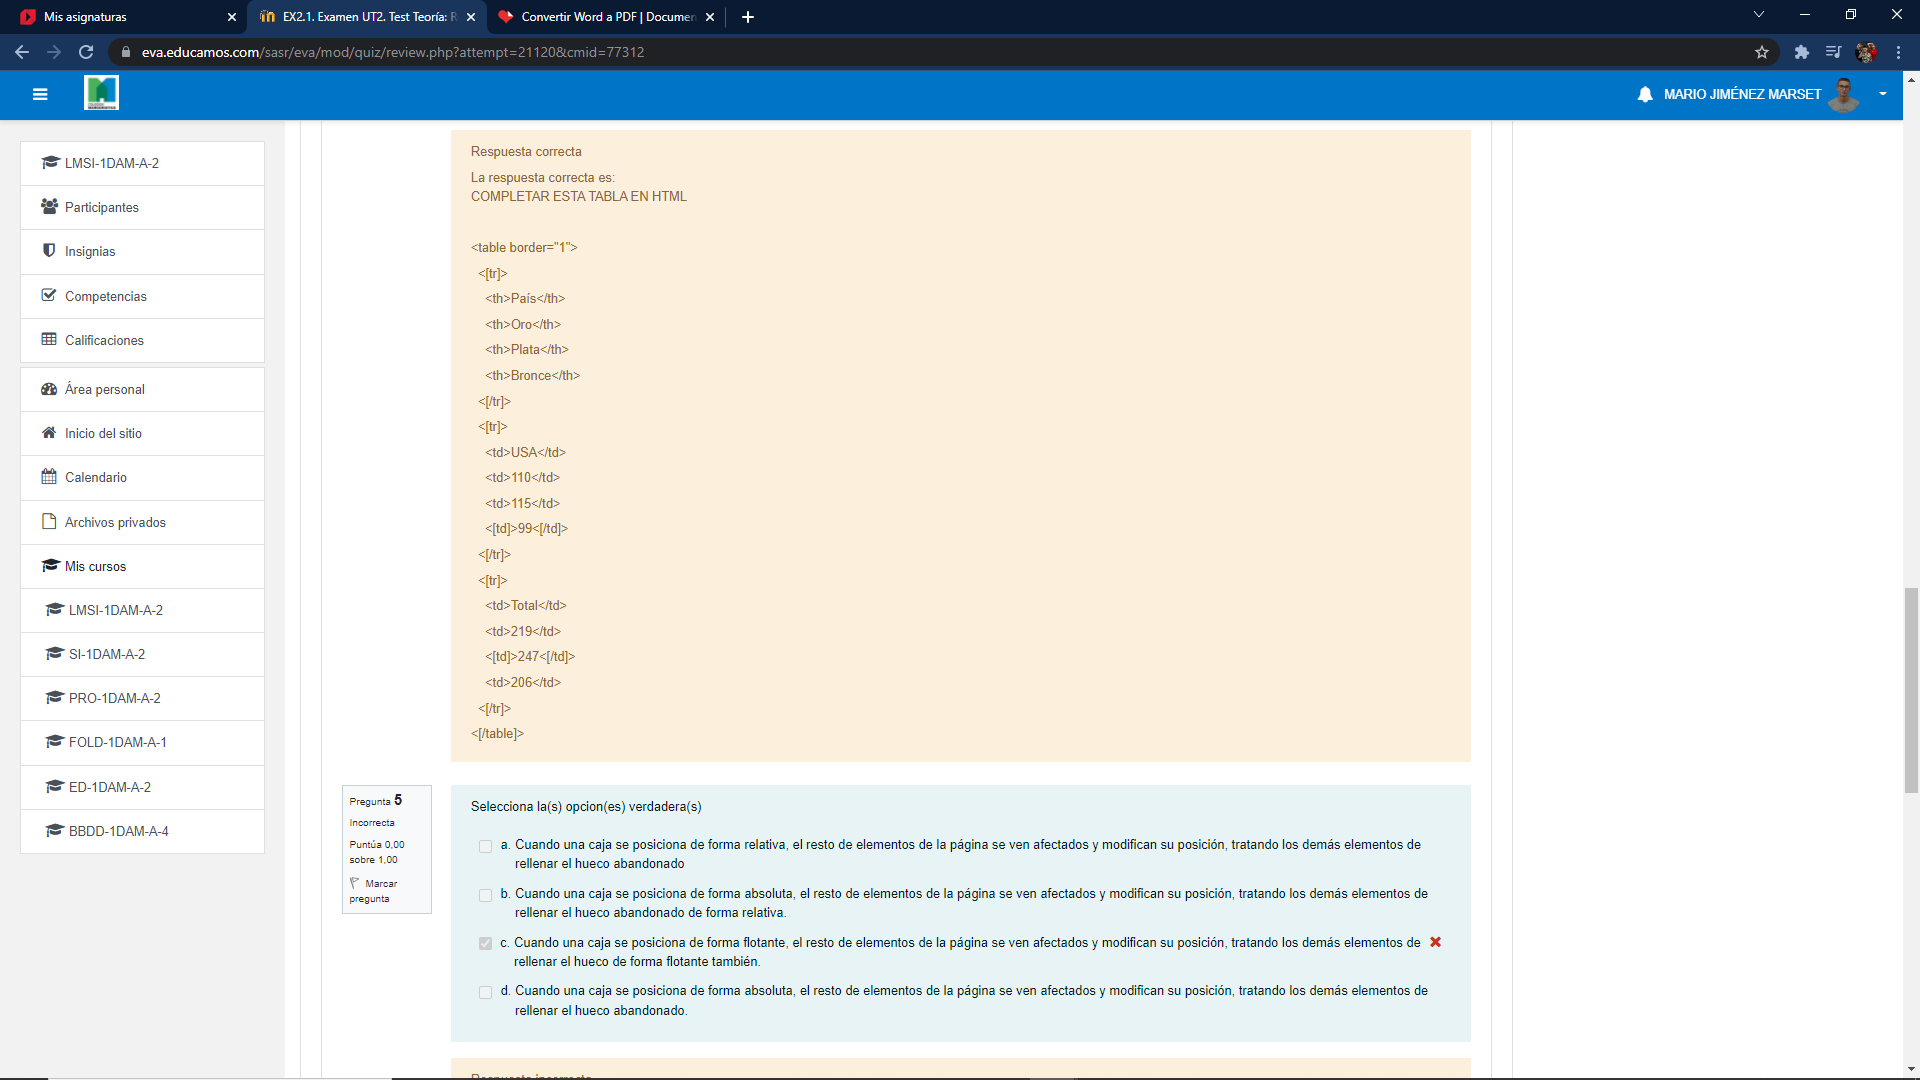 Mis asignaturas
EX2.1. Examen UT2. Test Teoría: R
Convertir Word a PDF | Documen
eva.educamos.com/sasr/eva/mod/quiz/review.php?attempt=21120&cmid=77312
MARIO JIMÉNEZ MARSET
LMSI-1DAM-A-2
Participantes
Insignias
Competencias
Calificaciones
Área personal
Inicio del sitio
Calendario
Archivos privados
Mis cursos
LMSI-1DAM-A-2
SI-1DAM-A-2
PRO-1DAM-A-2
FOLD-1DAM-A-1
ED-1DAM-A-2
BBDD-1DAM-A-4
Respuesta correcta
La respuesta correcta es:
COMPLETAR ESTA TABLA EN HTML
<table border="1">
<[tr]>
<th>País</th>
<th>Oro</th>
<th>Plata</th>
<th>Bronce</th>
<[/tr]>
<[tr]>
<td>USA</td>
<td>110</td>
<td>115</td>
<[td]>99<[/td]>
<[/tr]>
<[tr]>
<td>Total</td>
<td>219</td>
<[td]>247<[/td]>
<td>206</td>
<[/tr]>
<[/table]>
Pregunta 5
Incorrecta
Puntúa 0,00
sobre 1,00
Marcar
pregunta
Selecciona la(s) opcion(es) verdadera(s)
a. Cuando una caja se posiciona de forma relativa, el resto de elementos de la página se ven afectados y modifican su posición, tratando los demás elementos de
rellenar el hueco abandonado
b. Cuando una caja se posiciona de forma absoluta, el resto de elementos de la página se ven afectados y modifican su posición, tratando los demás elementos de
rellenar el hueco abandonado de forma relativa.
c. Cuando una caja se posiciona de forma flotante, el resto de elementos de la página se ven afectados y modifican su posición, tratando los demás elementos de
rellenar el hueco de forma flotante también.
d. Cuando una caja se posiciona de forma absoluta, el resto de elementos de la página se ven afectados y modifican su posición, tratando los demás elementos de
rellenar el hueco abandonado.